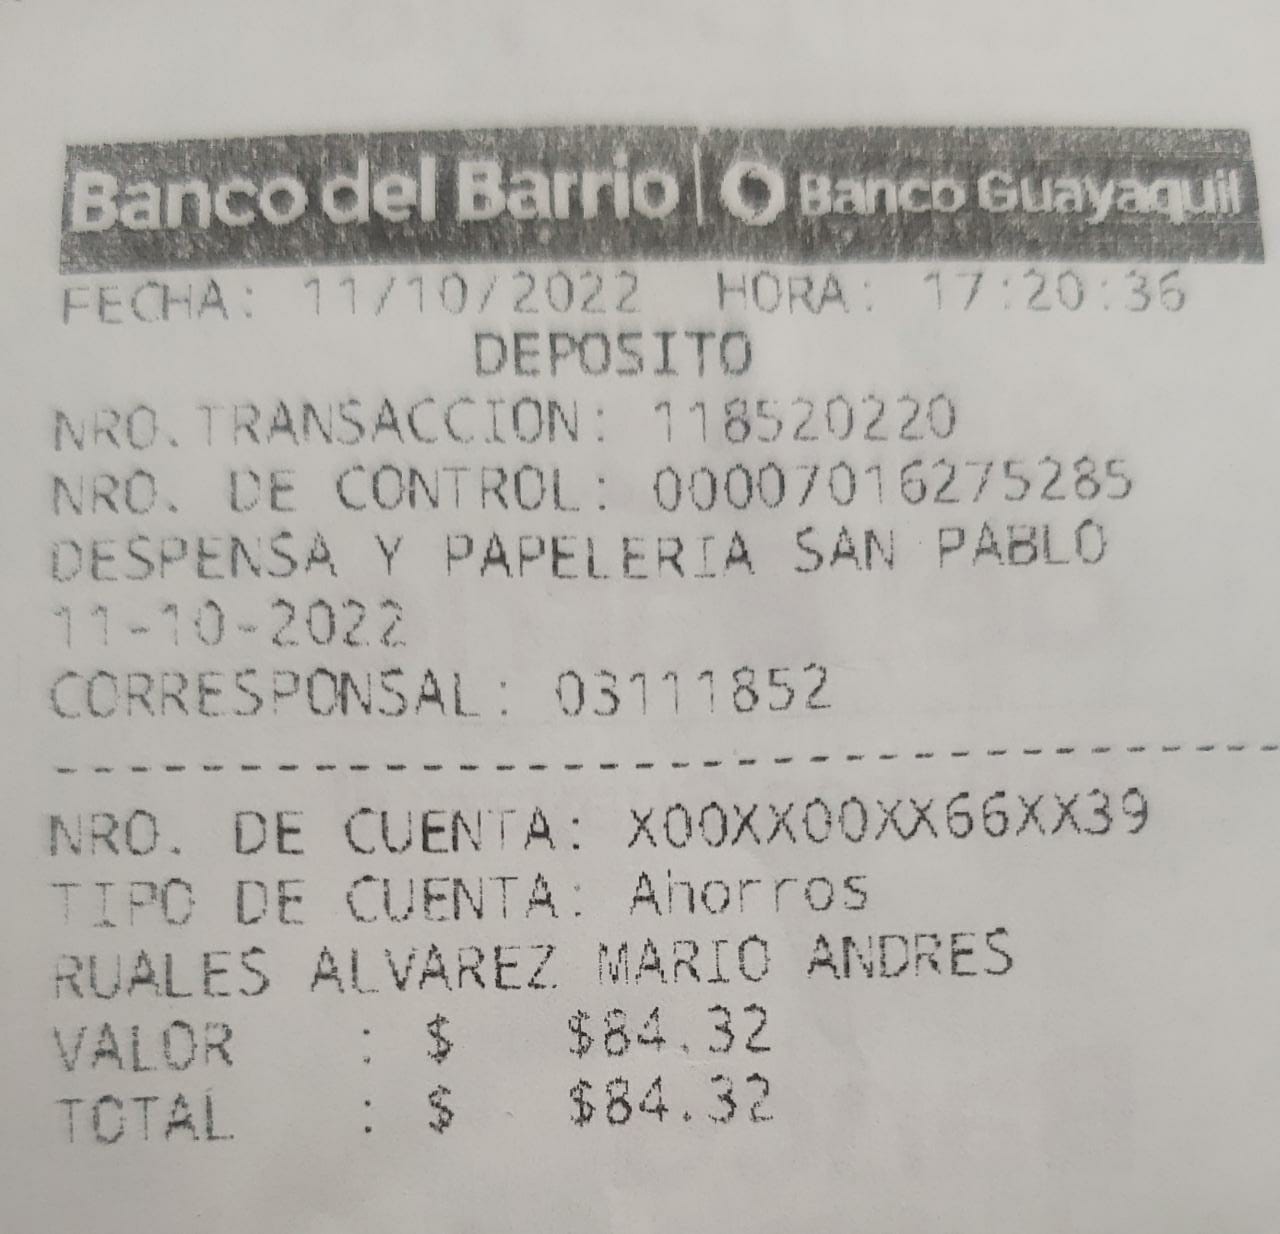 Banco del Barrio | Banco Guayaquil
FECHA: 11/10/2022 HORA: 17:20:36
DEPOSITO
NRO.TRANSACCION: 118520220
NRO. DE CONTROL: 00007016275285
DESPENSA Y PAPELERIA SAN PABLO
11-10-2022
CORRESPONSAL: 03111852
----------------------------------
NRO. DE CUENTA: X00XX00XX66XX39
TIPO DE CUENTA: Ahorros
RUALES ALVAREZ MARIO ANDRES
VALOR : $ $84.32
TOTAL : $ $84.32